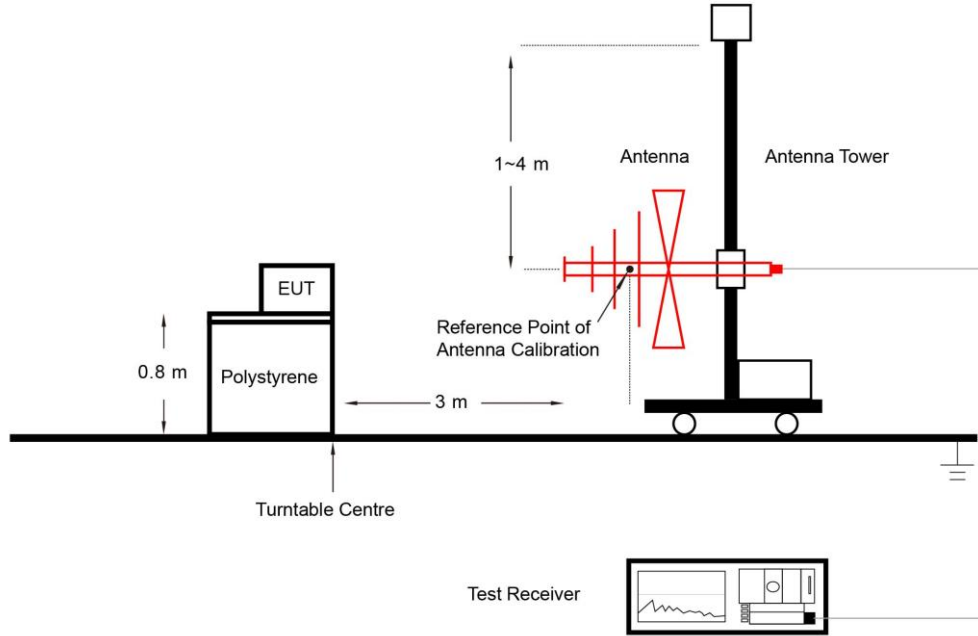 1~4 m
Antenna
Antenna Tower
EUT
Reference Point of
Antenna Calibration
0.8 m
Polystyrene
3 m
Turntable Centre
Test Receiver